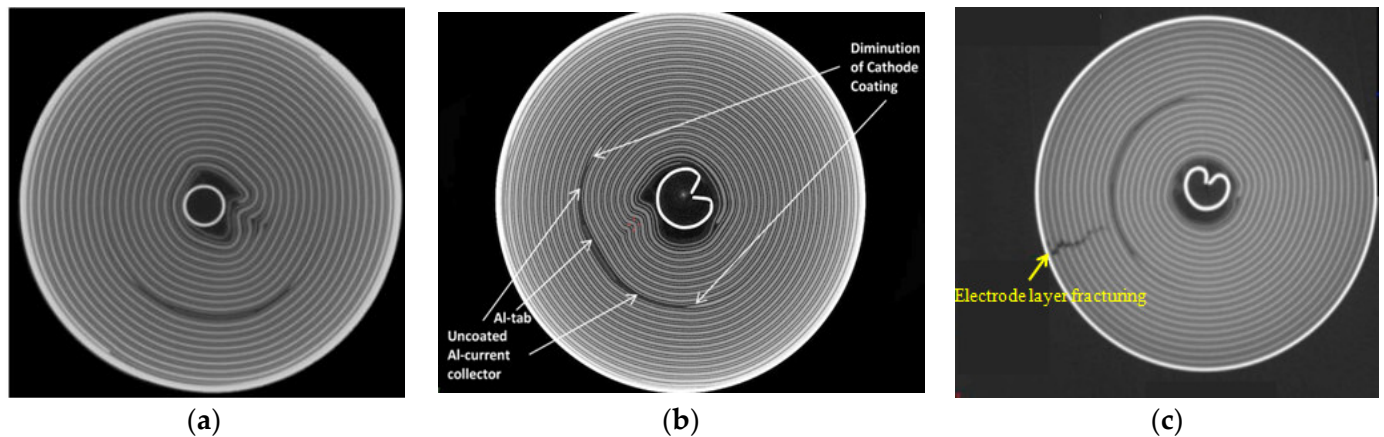 Diminution
of Cathode
Coating
Al-tab
Uncoated
Al-current
collector
Electrode layer fracturing
(a)
(b)
(c)